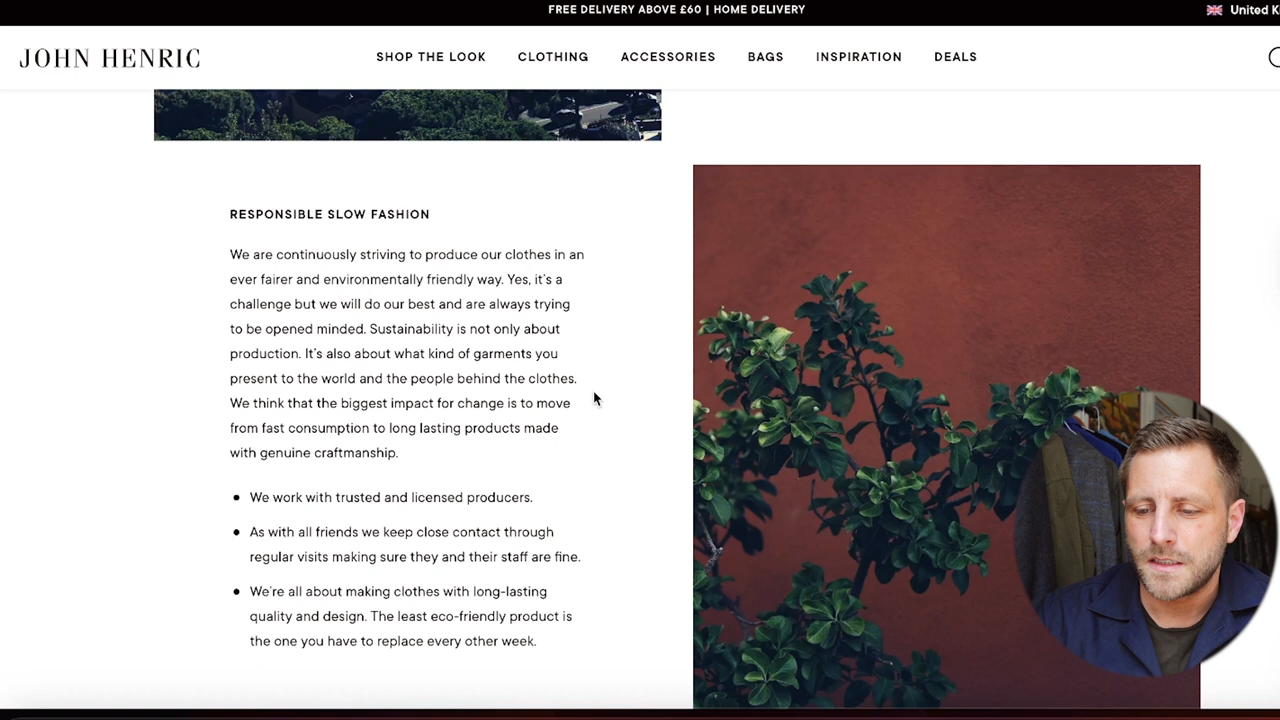 FREE DELIVERY ABOVE £60 | HOME DELIVERY
United K
JOHN HENRIC
SHOP THE LOOK
CLOTHING
ACCESSORIES
BAGS
INSPIRATION
DEALS
RESPONSIBLE SLOW FASHION
We are continuously striving to produce our clothes in an
ever fairer and environmentally friendly way. Yes, it's a
challenge but we will do our best and are always trying
to be opened minded. Sustainability is not only about
production. It's also about what kind of garments you
present to the world and the people behind the clothes.
We think that the biggest impact for change is to move
from fast consumption to long lasting products made
with genuine craftmanship.
• We work with trusted and licensed producers.
• As with all friends we keep close contact through
regular visits making sure they and their staff are fine.
• We're all about making clothes with long-lasting
quality and design. The least eco-friendly product is
the one you have to replace every other week.